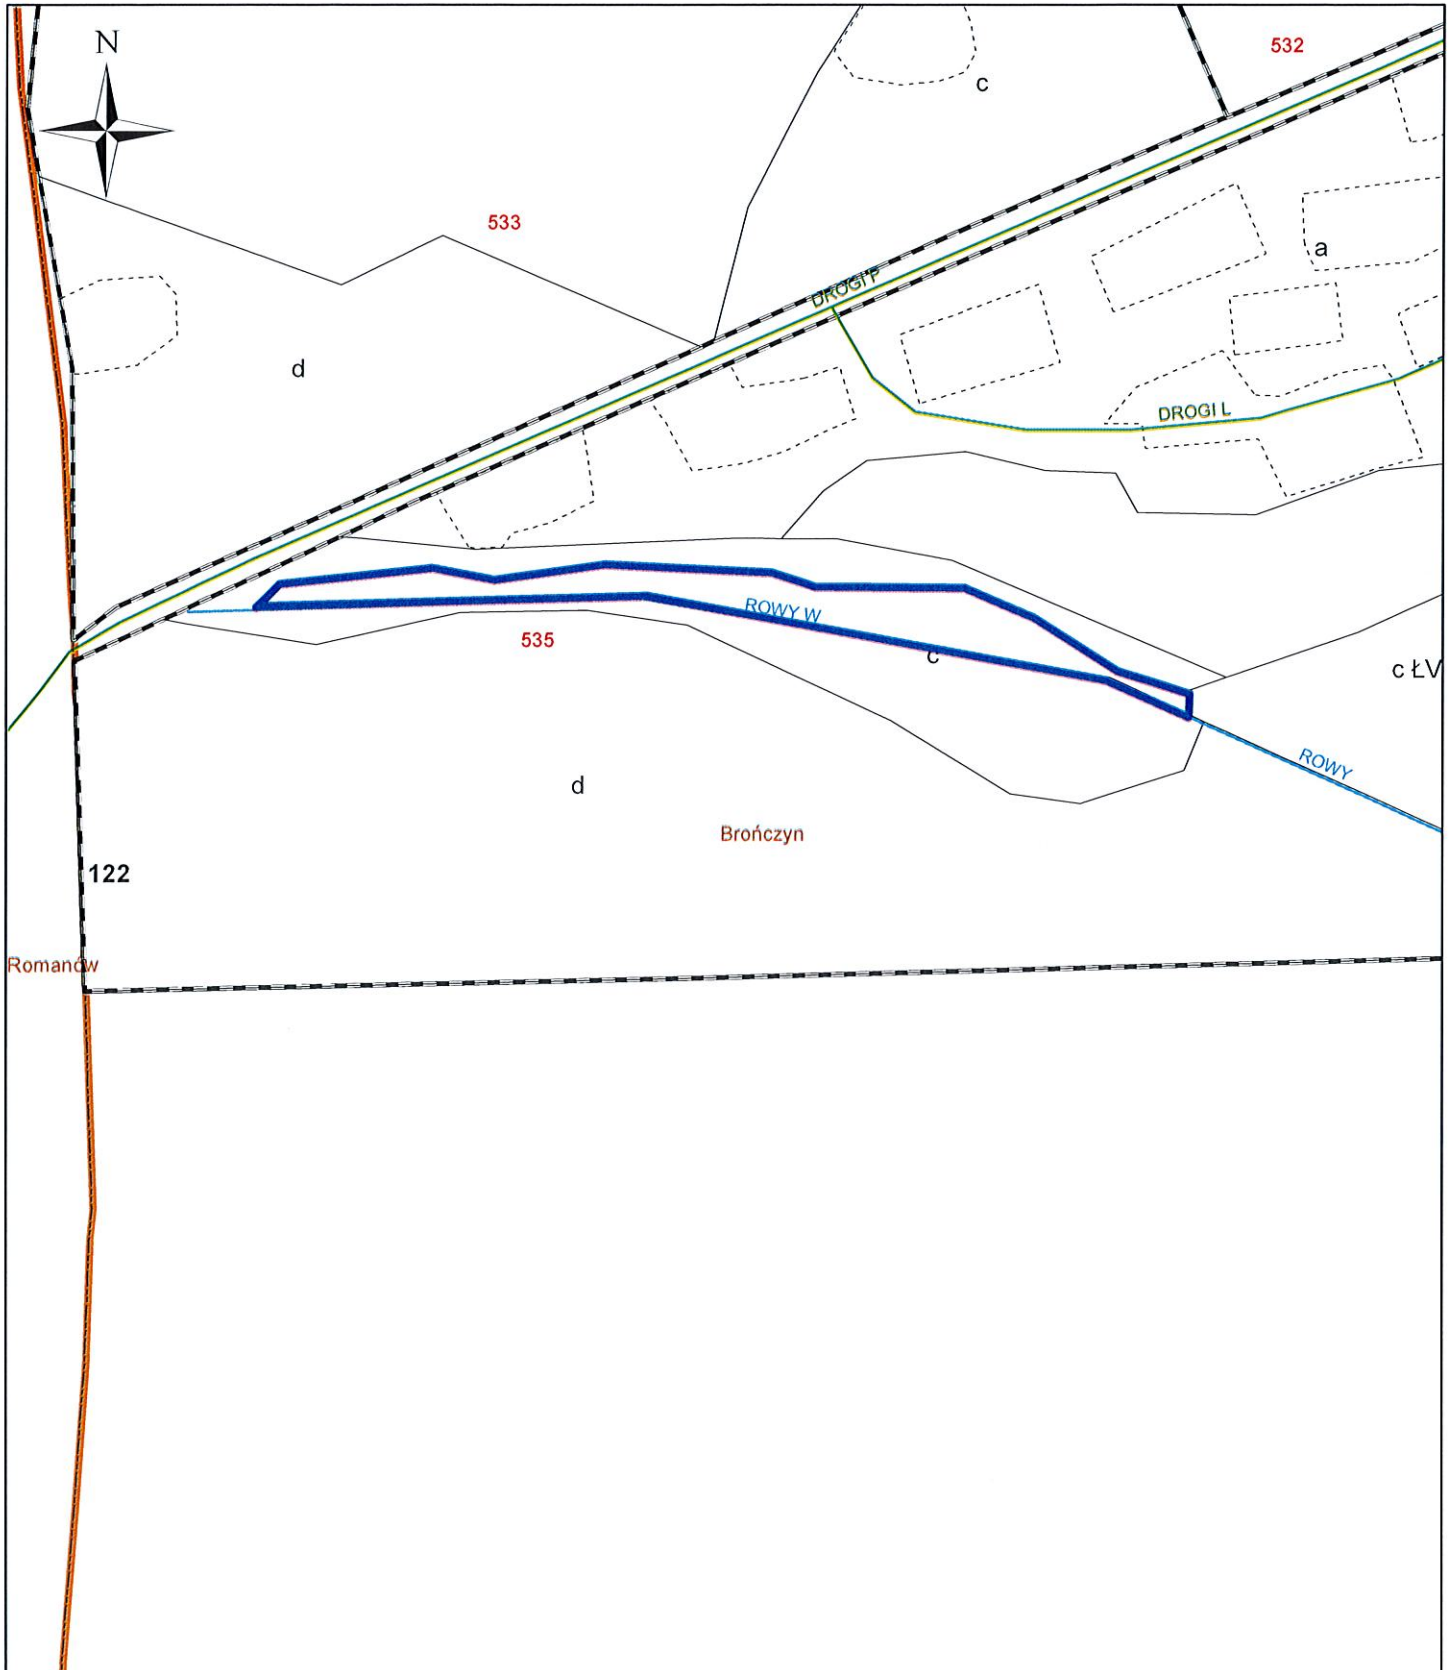 N
532
c
533
a
DROGI P
d
DROGI L
ROWY W
535
c
c ŁV
ROWY
d
Brończyn
122
Romanów